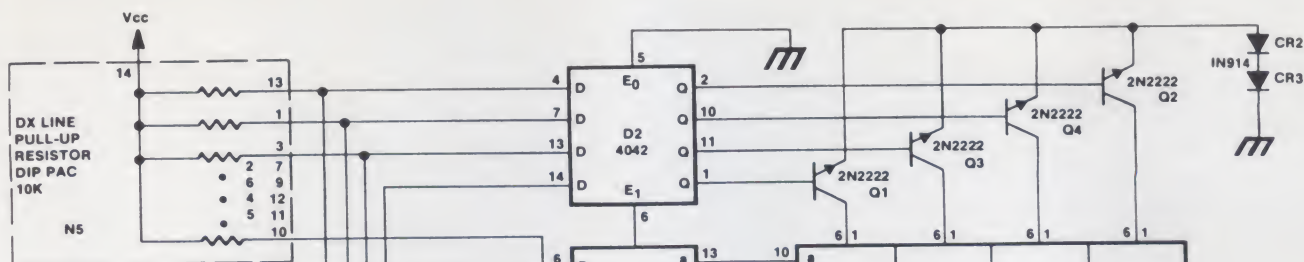 Vcc
14
DX LINE
PULL-UP
RESISTOR
DIP PAC
10K
N5
13
1
3
2 7
6 9
4 12
5 11
10
4
7
13
14
D
D
D
D
5
E0
D2
4042
E1
6
Q
Q
Q
Q
2
10
11
1
2N2222
Q1
2N2222
Q3
2N2222
Q4
2N2222
Q2
CR2
IN914
CR3
6 1
6 1
6 1
6 1
6
13
10
a